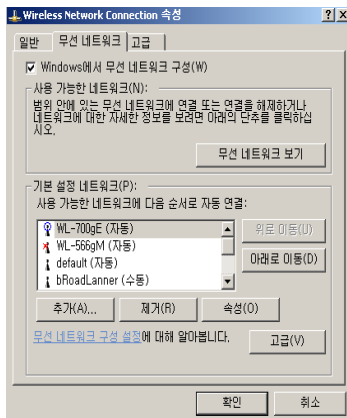 Wireless Network Connection 속성
일반 무선 네트워크 고급
Windows에서 무선 네트워크 구성(W)
사용 가능한 네트워크(N):
범위 안에 있는 무선 네트워크에 연결 또는 연결을 해제하거나
네트워크에 대한 자세한 정보를 보려면 아래의 단추를 클릭하십
시오.
무선 네트워크 보기
기본 설정 네트워크(P):
사용 가능한 네트워크에 다음 순서로 자동 연결:
WL-700gE (자동)
위로 이동(U)
WL-566gM (자동)
default (자동)
아래로 이동(D)
bRoadLanner (수동)
추가(A)... 제거(R) 속성(O)
무선 네트워크 구성 설정에 대해 알아봅니다.
고급(V)
확인 취소